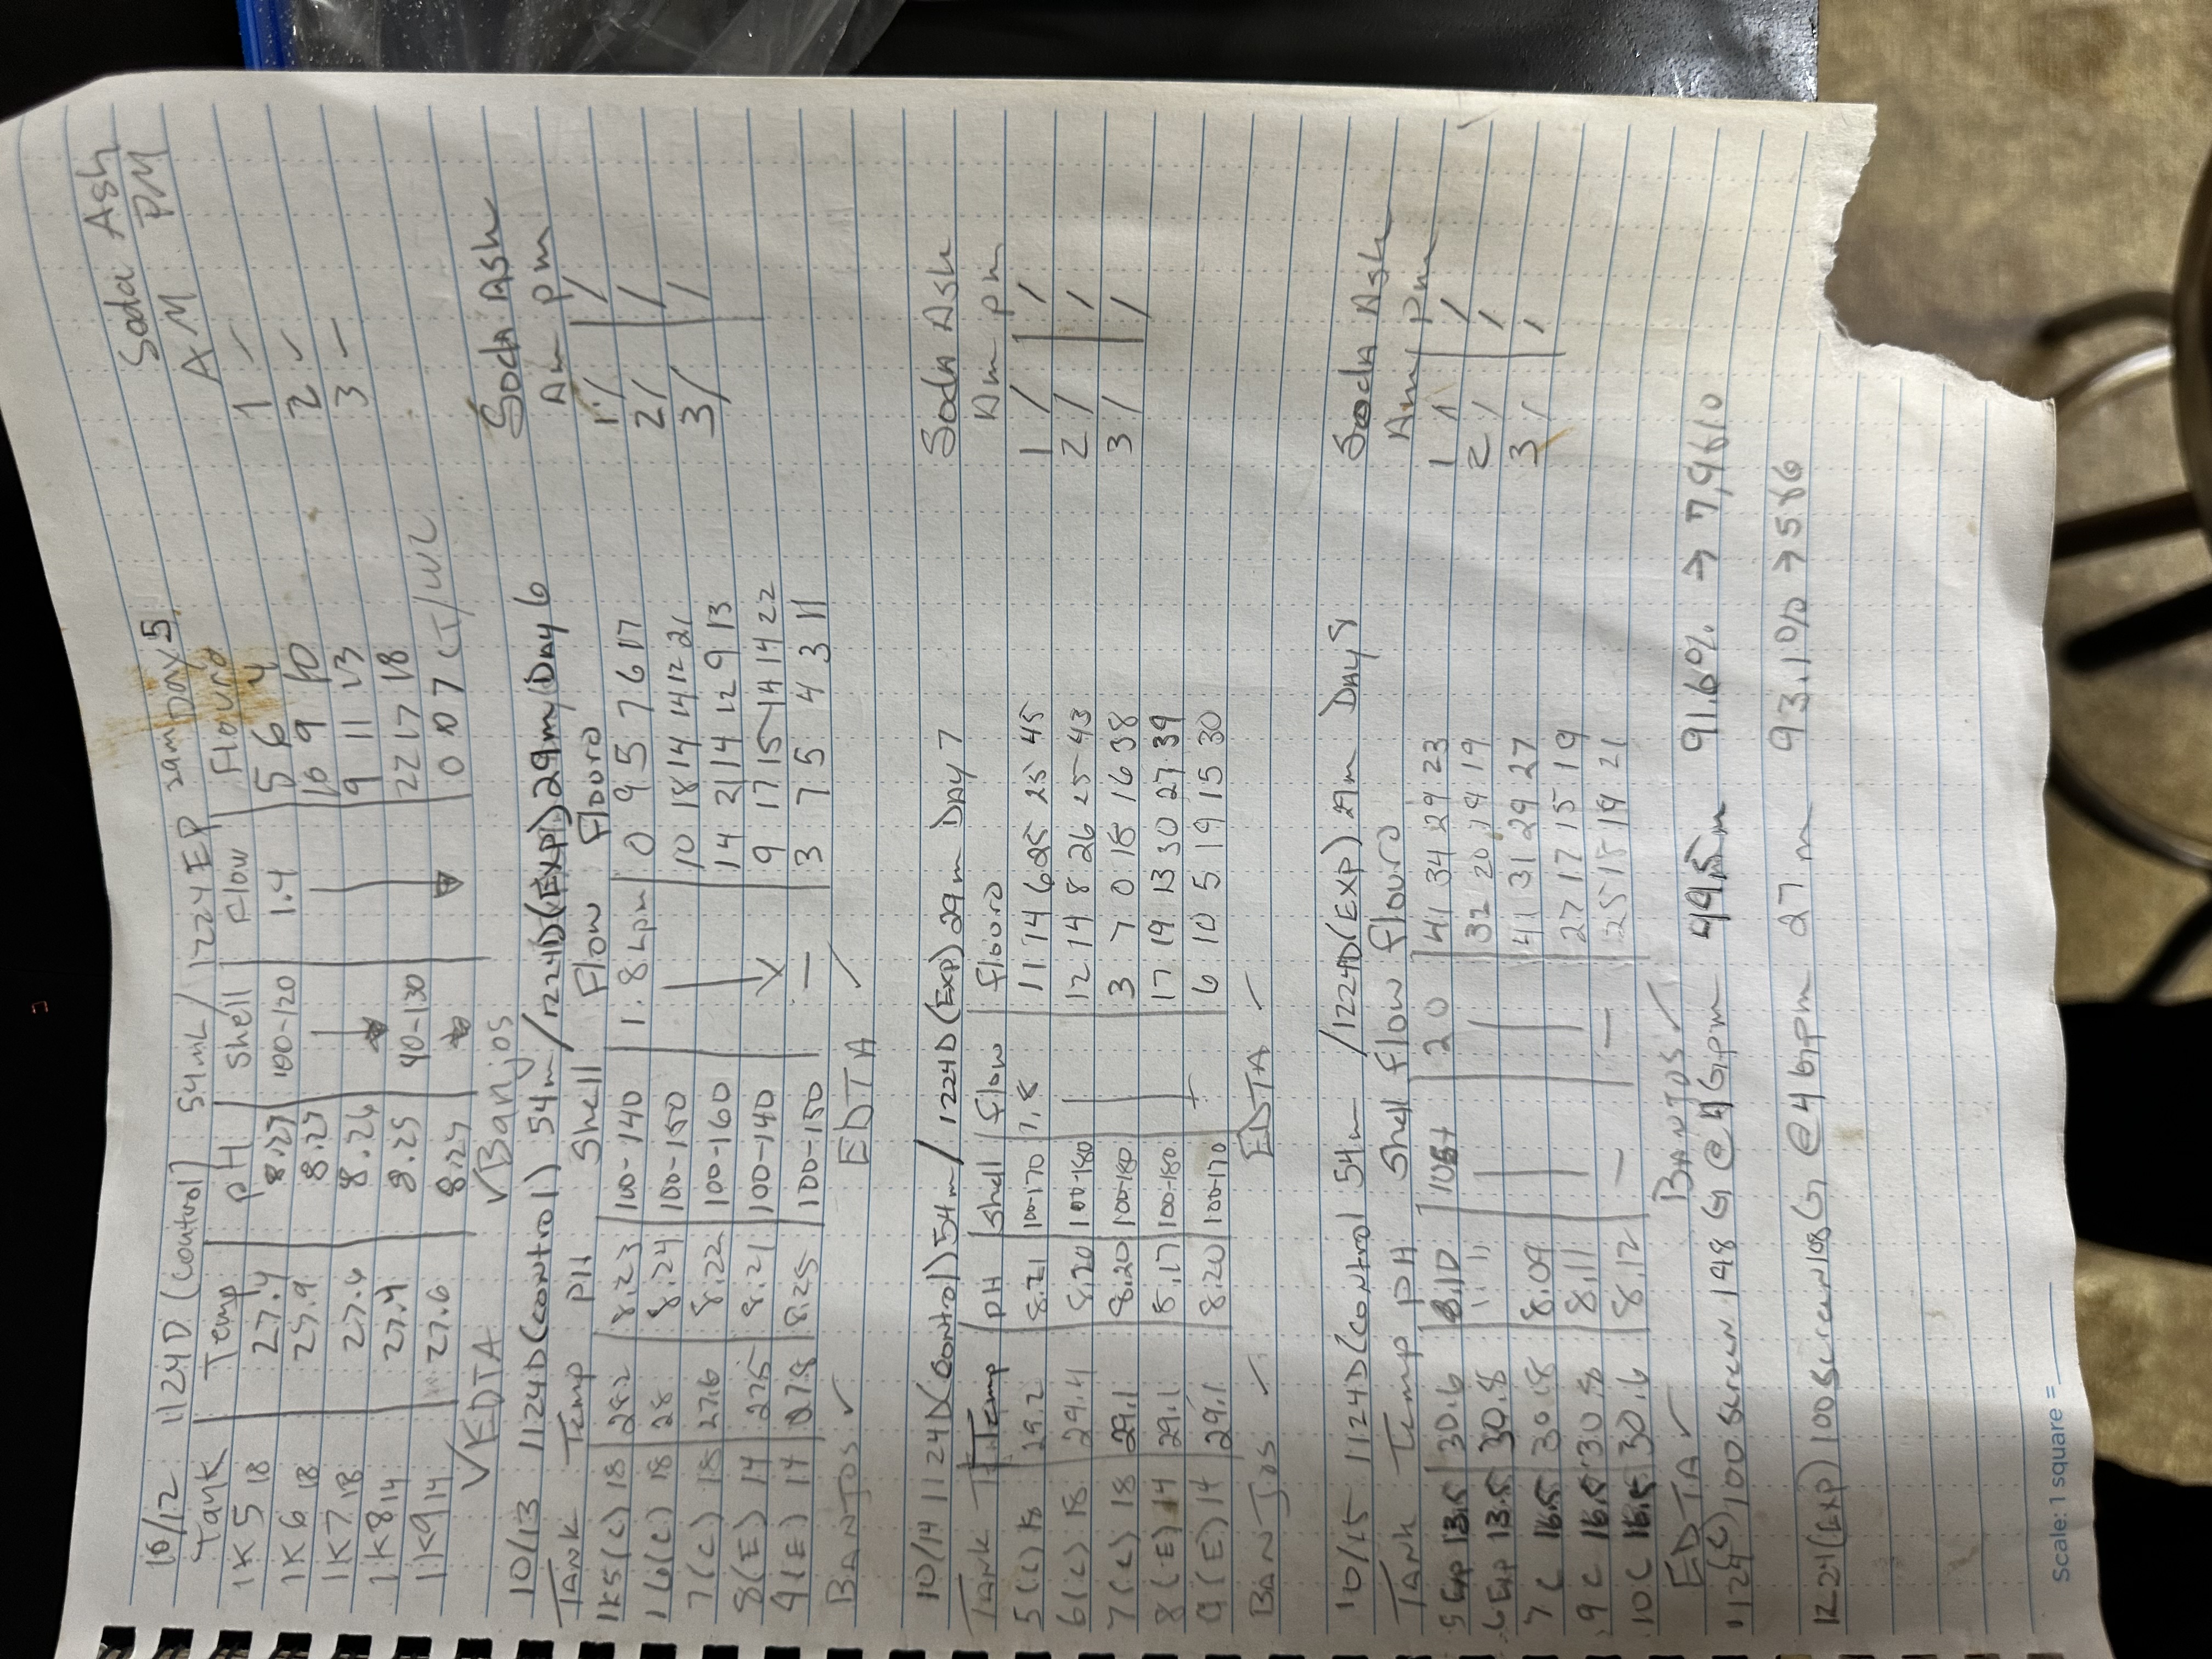 10/12 1124D (Control) 54mL / 1224EP 29m Day 5
Soda Ash
AM PM
Tank Temp pH Shell Flow Flouro
1K5 18 27.4 8.27 100-120 1.4 5 6 4
1 –
1K6 18 27.9 8.27 10 9 10
2 ✓
1K7 18 27.6 8.26 9 11 13
3 –
1K8 14 27.4 8.25 90-130 22 17 18
1K9 14 27.6 8.25 0 0 7 CT/WL
✓EDTA ✓Banjos
Soda Ash
10/13 1124D(control) 54m/1224D(EXP) 29m/Day 6
Am pm
Tank Temp PH Shell Flow Flouro
1K5(C) 18 28.2 8.23 100-140 1.8Lpm 0 9 5 7 6 17
1 / /
1 6(C) 18 28 8.24 100-150 10 18 14 14 12 21
2 / /
7(C) 18 27.6 8.22 100-160 14 21 14 12 9 13
3 / /
8(E) 14 27.5 8.21 100-140 9 17 15 14 14 22
9(E) 14 27.8 8.25 100-150 – 3 7 5 4 3 11
BANJOS ✓ EDTA ✓
10/14 1124D(Control) 54m/ 1224D(Exp) 29m DAY 7
Soda Ash
Am pm
TANK Temp pH Shell flow flouro
5(C) 18 29.2 8.21 100-170 1.8 11 14 6 25 25 45
1 / /
6(C) 18 29.4 8.20 100-180 12 14 8 26 25 43
2 / /
7(C) 18 29.1 8.20 100-180 3 7 0 18 16 38
3 / /
8(E) 14 29.1 8.17 100-180 17 19 13 30 27 39
9(E) 14 29.1 8.20 100-170 6 10 5 19 15 30
BANJOS ✓ EDTA ✓
10/15 1124D(Control 54m /1224D(EXP) 29m DAY 8
Soda Ash
Am pm
TANK Temp PH Shell flow flouro
5 Exp 13.5 30.6 8.10 105+ 20 41 34 29 23
1 / /
6 Exp 13.5 30.8 '' '' 32 20 19 19
2 / /
7 C 16.5 30.8 8.09 41 31 29 27
3 / /
9 C 16.5 30.8 8.11 27 17 15 19
10 C 16.5 30.6 8.12 – – 25 15 19 21
EDTA ✓ BANJOS ✓
1124(C) 100 Screen 198 G @ 4Gpm 49.5m 91.6% →
1224(Exp) 100 Screen 108 G @ 4 Gpm 27 m 93.1% → 586
Scale: 1 square =